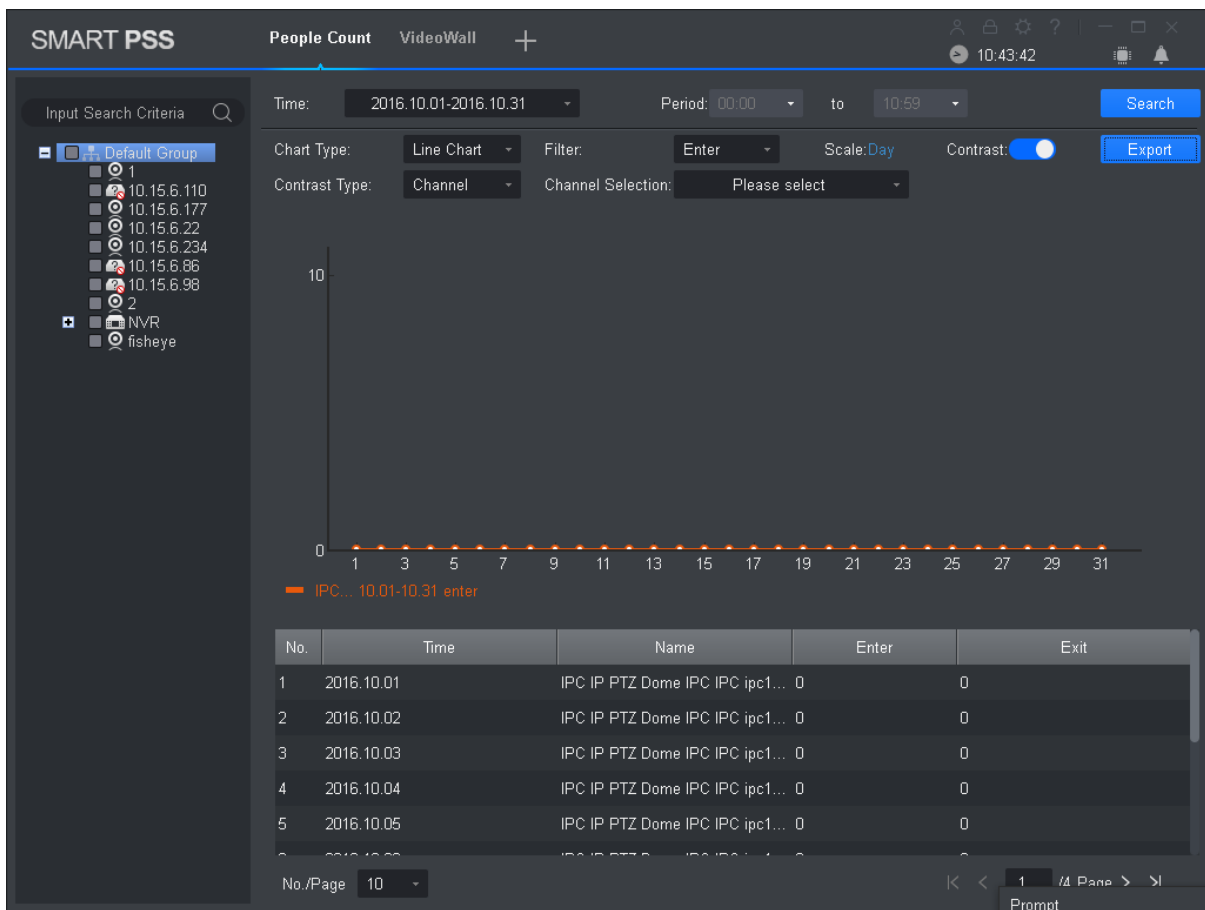 SMART PSS
People Count VideoWall
10:43:42
Input Search Criteria
Default Group
1
10.15.6.110
10.15.6.177
10.15.6.22
10.15.6.234
10.15.6.86
10.15.6.98
2
NVR
fisheye
Time: 2016.10.01-2016.10.31 Period: 00:00 to 10:59 Search
Chart Type: Line Chart Filter: Enter Scale:Day Contrast: Export
Contrast Type: Channel Channel Selection: Please select
10
0
1 3 5 7 9 11 13 15 17 19 21 23 25 27 29 31
IPC... 10.01-10.31 enter
No. Time Name Enter Exit
1 2016.10.01 IPC IP PTZ Dome IPC IPC ipc1... 0 0
2 2016.10.02 IPC IP PTZ Dome IPC IPC ipc1... 0 0
3 2016.10.03 IPC IP PTZ Dome IPC IPC ipc1... 0 0
4 2016.10.04 IPC IP PTZ Dome IPC IPC ipc1... 0 0
5 2016.10.05 IPC IP PTZ Dome IPC IPC ipc1... 0 0
No./Page 10 1 /4 Page
Prompt